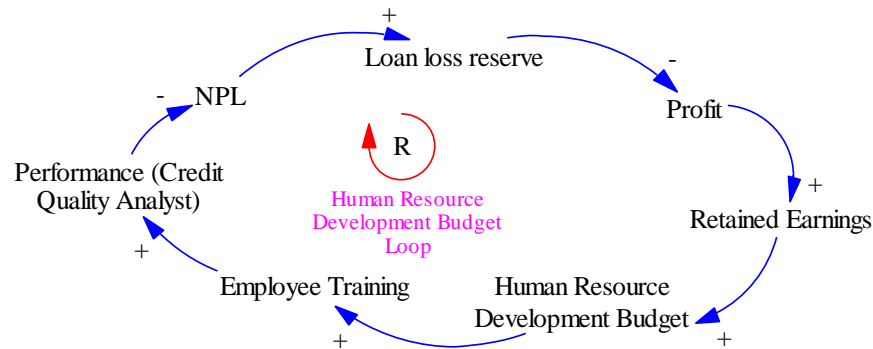 +
Loan loss reserve
-
-
NPL
Profit
R
Performance (Credit
Quality Analyst)
Human Resource
Development Budget
Loop
+
Retained Earnings
+
Employee Training
Human Resource
Development Budget
+
+